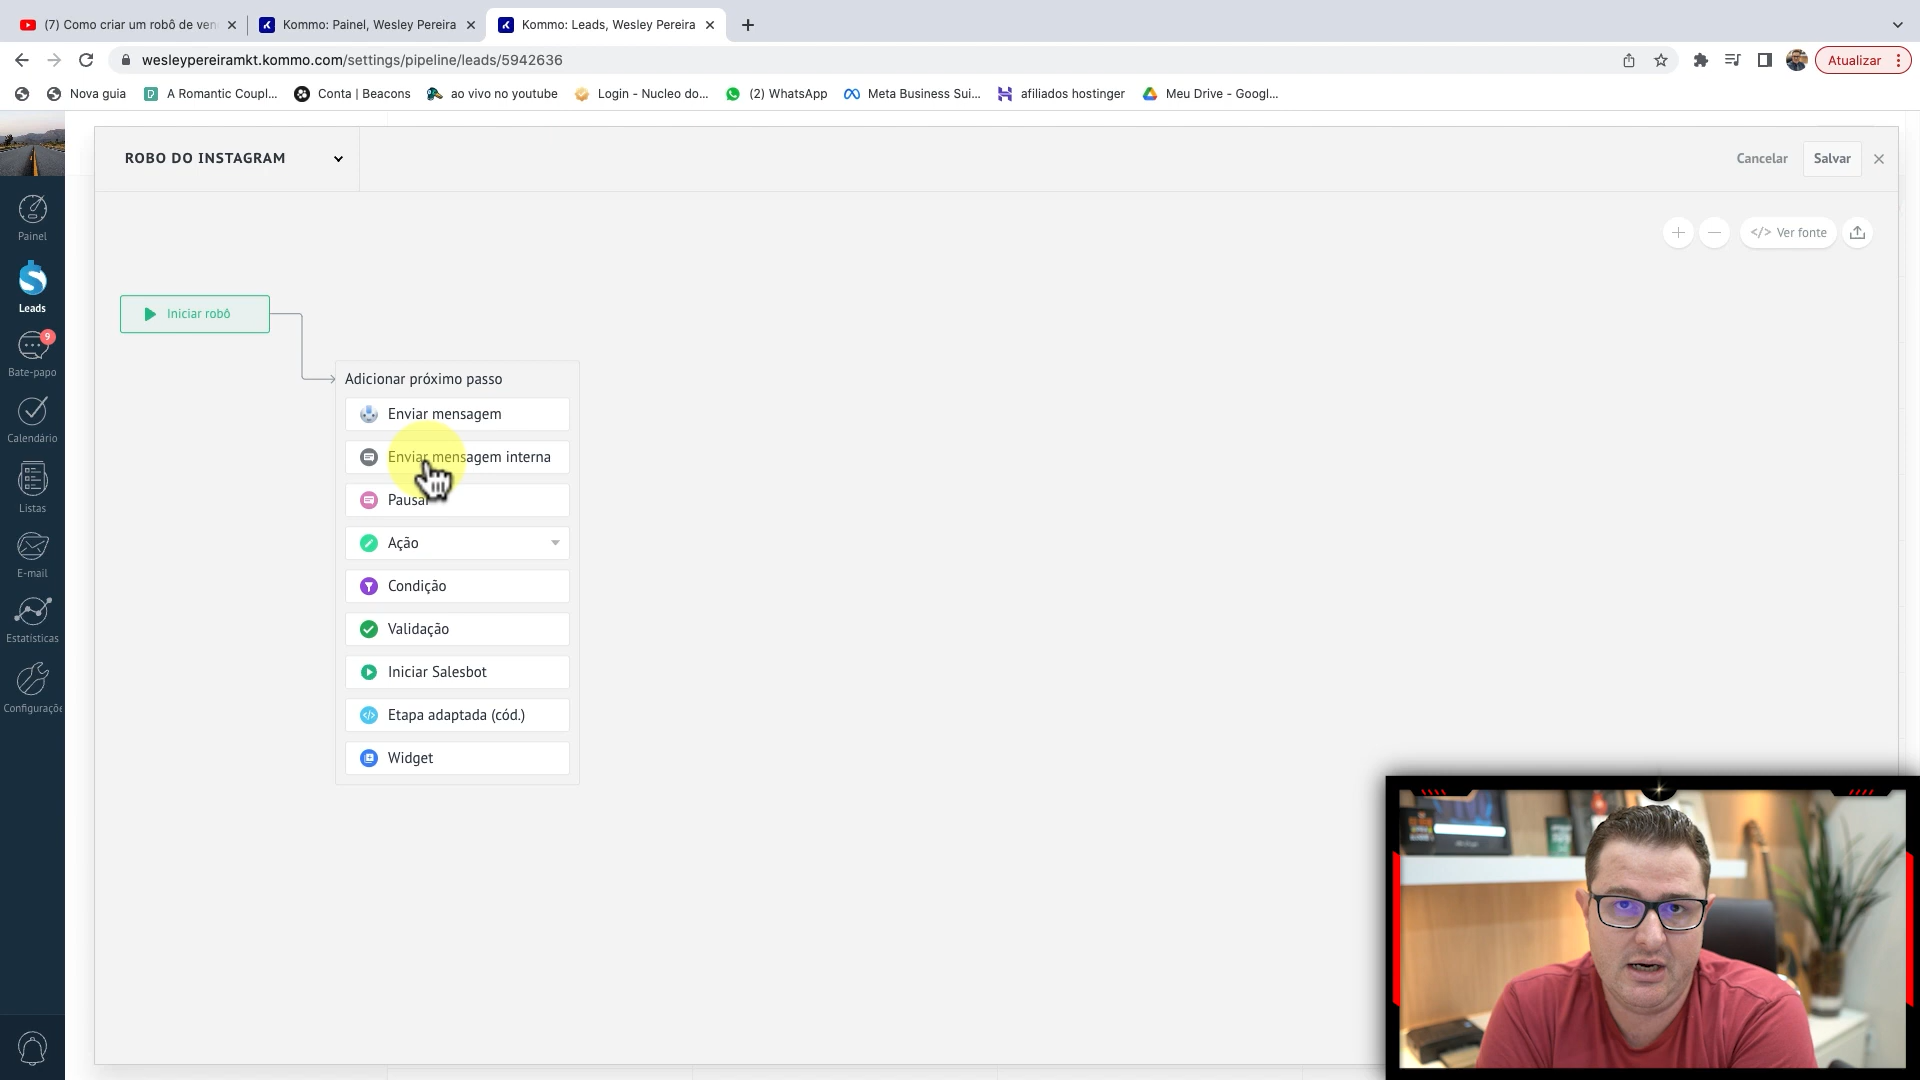 (7) Como criar um robô de ven
Kommo: Painel, Wesley Pereira
Kommo: Leads, Wesley Pereira
wesleypereiramkt.kommo.com/settings/pipeline/leads/5942636
Atualizar
Nova guia
A Romantic Coupl...
Conta | Beacons
ao vivo no youtube
Login - Nucleo do...
(2) WhatsApp
Meta Business Sui...
afiliados hostinger
Meu Drive - Googl...
ROBO DO INSTAGRAM
Cancelar
Salvar
</> Ver fonte
Painel
Leads
9
Bate-papo
Calendário
Listas
E-mail
Estatísticas
Configuraçõe
Iniciar robô
Adicionar próximo passo
Enviar mensagem
Enviar mensagem interna
Pausar
Ação
Condição
Validação
Iniciar Salesbot
Etapa adaptada (cód.)
Widget